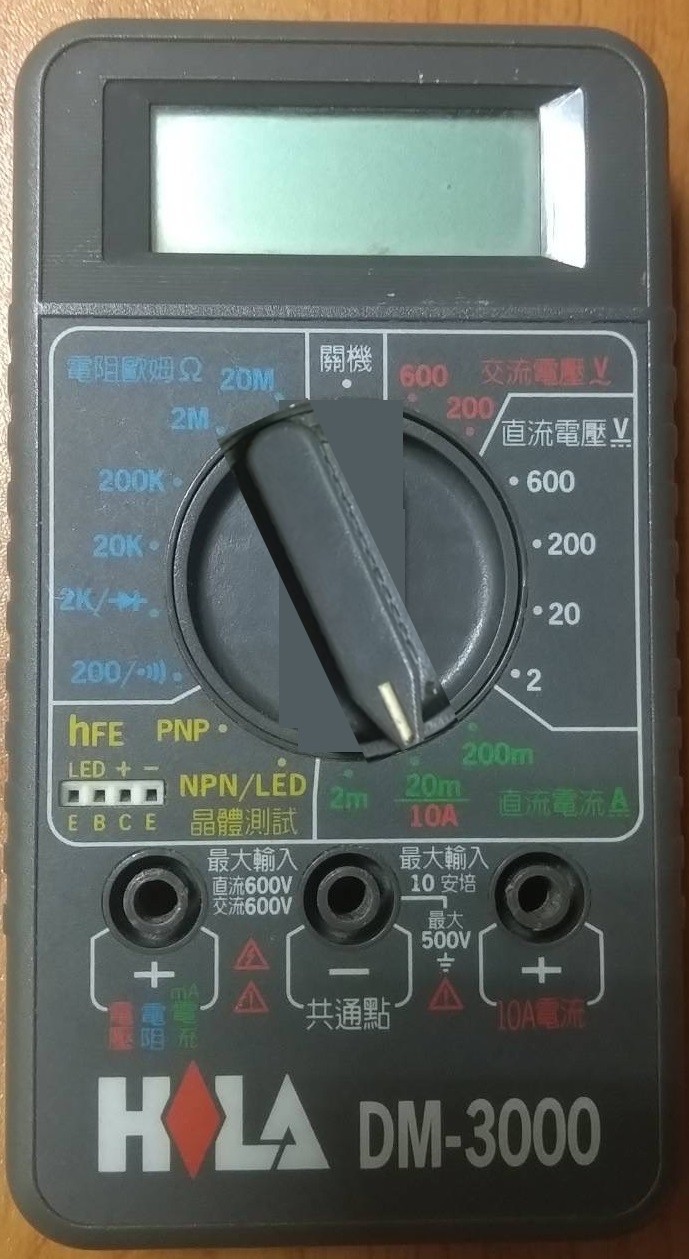 電阻歐姆Ω
20M
2M
200K
20K
2K/
200/
關機
600
交流電壓V
200
直流電壓V
600
200
20
2
hFE PNP
LED + −
E B C E
NPN/LED
晶體測試
2m
20m
10A
200m
直流電流A
最大輸入
直流600V
交流600V
最大輸入
10 安培
最大
500V
+
−
+
電壓
電阻
mA電流
共通點
10A電流
HOLA DM-3000